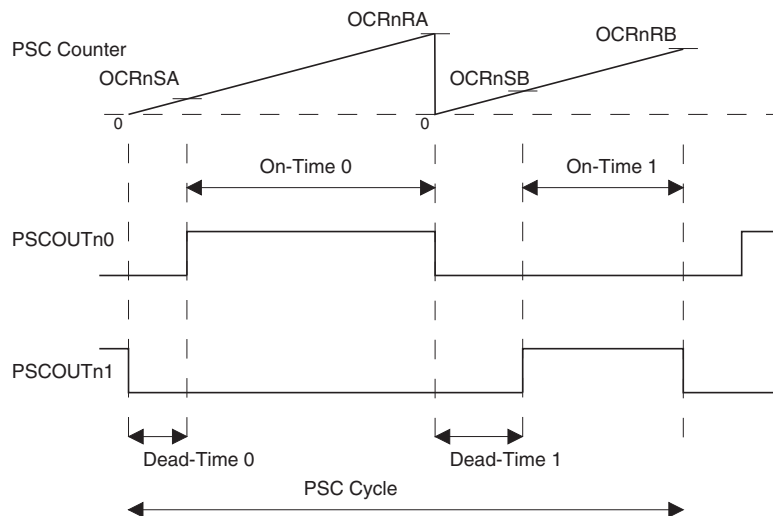 OCRnRA
OCRnRB
PSC Counter
OCRnSA
OCRnSB
0
0
On-Time 0
On-Time 1
PSCOUTn0
PSCOUTn1
Dead-Time 0
Dead-Time 1
PSC Cycle